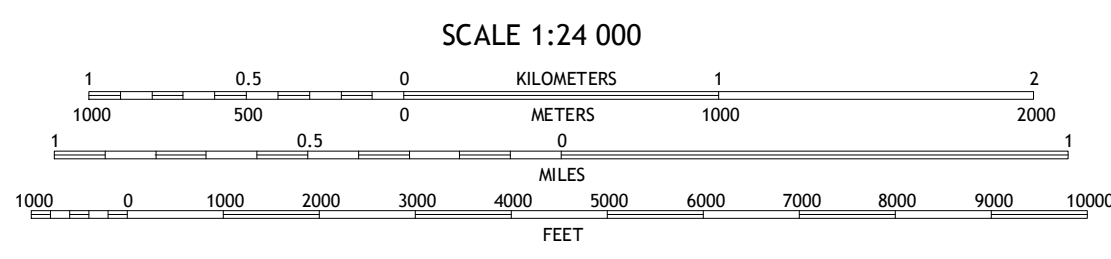 SCALE 1:24 000
1 0.5 0 KILOMETERS 1 2
1000 500 0 METERS 1000 2000
1 0.5 0 1
MILES
1000 0 1000 2000 3000 4000 5000 6000 7000 8000 9000 10000
FEET